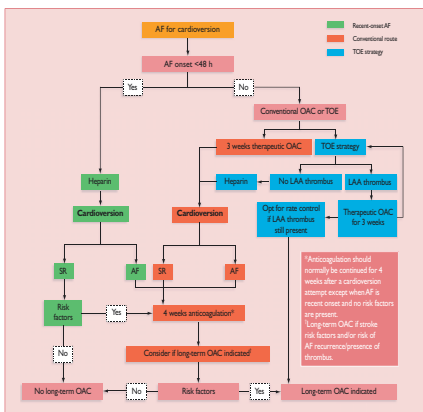 AF for cardioversion
Recent-onset AF
Conventional route
TOE strategy
AF onset <48 h
Yes
No
Conventional OAC or TOE
3 weeks therapeutic OAC
TOE strategy
Heparin
Heparin
No LAA thrombus
LAA thrombus
Cardioversion
Cardioversion
Opt for rate control
if LAA thrombus
still present
Therapeutic OAC
for 3 weeks
SR
AF
SR
AF
Risk
factors
Yes
4 weeks anticoagulation*
*Anticoagulation should
normally be continued for 4
weeks after a cardioversion
attempt except when AF is
recent onset and no risk factors
are present.
Long-term OAC if stroke
risk factors and/or risk of
AF recurrence/presence of
thrombus.
No
Consider if long-term OAC indicated
No long-term OAC
No
Risk factors
Yes
Long-term OAC indicated